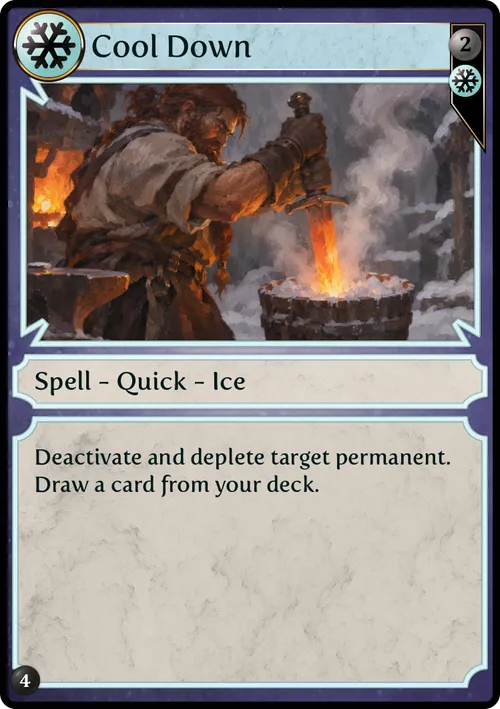 Cool Down
2
Spell - Quick - Ice
Deactivate and deplete target permanent.
Draw a card from your deck.
4